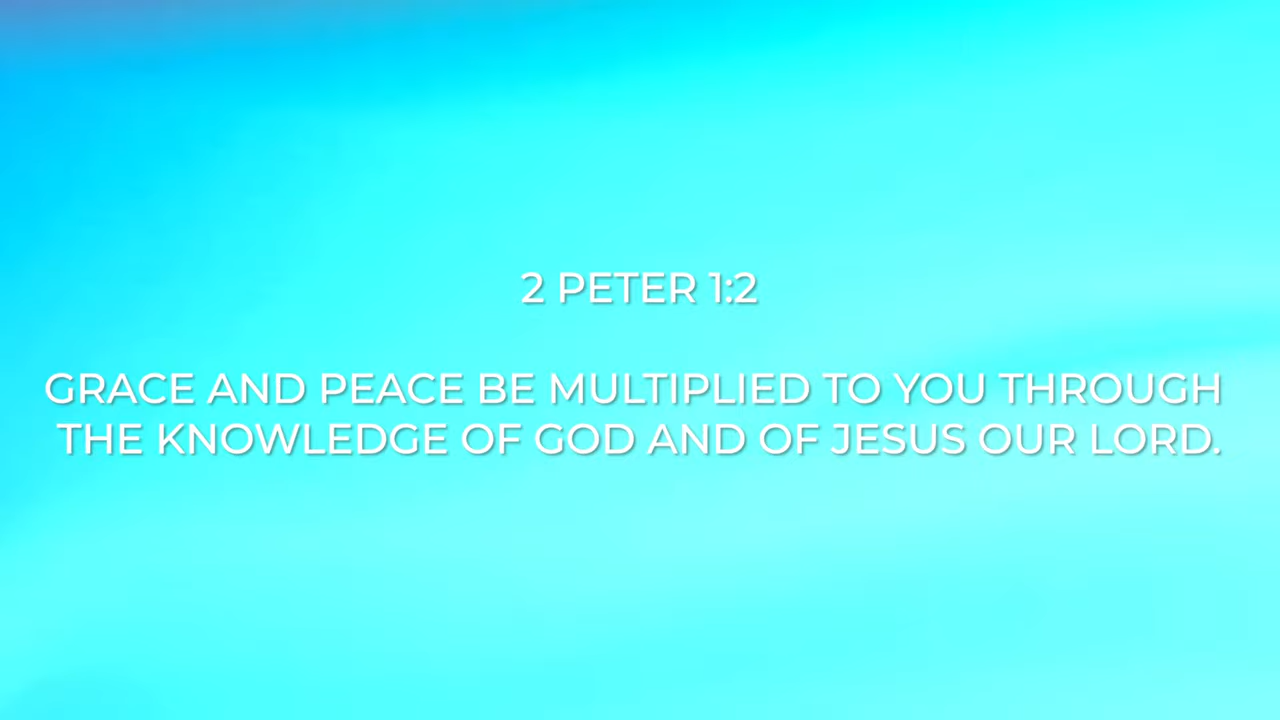 2 PETER 1:2
GRACE AND PEACE BE MULTIPLIED TO YOU THROUGH
THE KNOWLEDGE OF GOD AND OF JESUS OUR LORD.